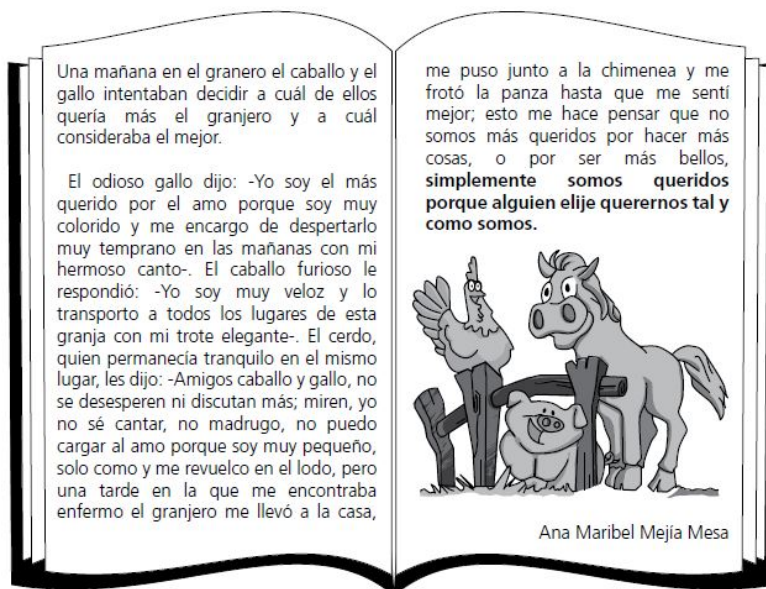 Una mañana en el granero el caballo y el
gallo intentaban decidir a cuál de ellos
quería más el granjero y a cuál
consideraba el mejor.
El odioso gallo dijo: -Yo soy el más
querido por el amo porque soy muy
colorido y me encargo de despertarlo
muy temprano en las mañanas con mi
hermoso canto-. El caballo furioso le
respondió: -Yo soy muy veloz y lo
transporto a todos los lugares de esta
granja con mi trote elegante-. El cerdo,
quien permanecía tranquilo en el mismo
lugar, les dijo: -Amigos caballo y gallo, no
se desesperen ni discutan más; miren, yo
no sé cantar, no madrugo, no puedo
cargar al amo porque soy muy pequeño,
solo como y me revuelco en el lodo, pero
una tarde en la que me encontraba
enfermo el granjero me llevó a la casa,
me puso junto a la chimenea y me
frotó la panza hasta que me sentí
mejor; esto me hace pensar que no
somos más queridos por hacer más
cosas, o por ser más bellos,
simplemente somos queridos
porque alguien elije querernos tal y
como somos.
Ana Maribel Mejía Mesa